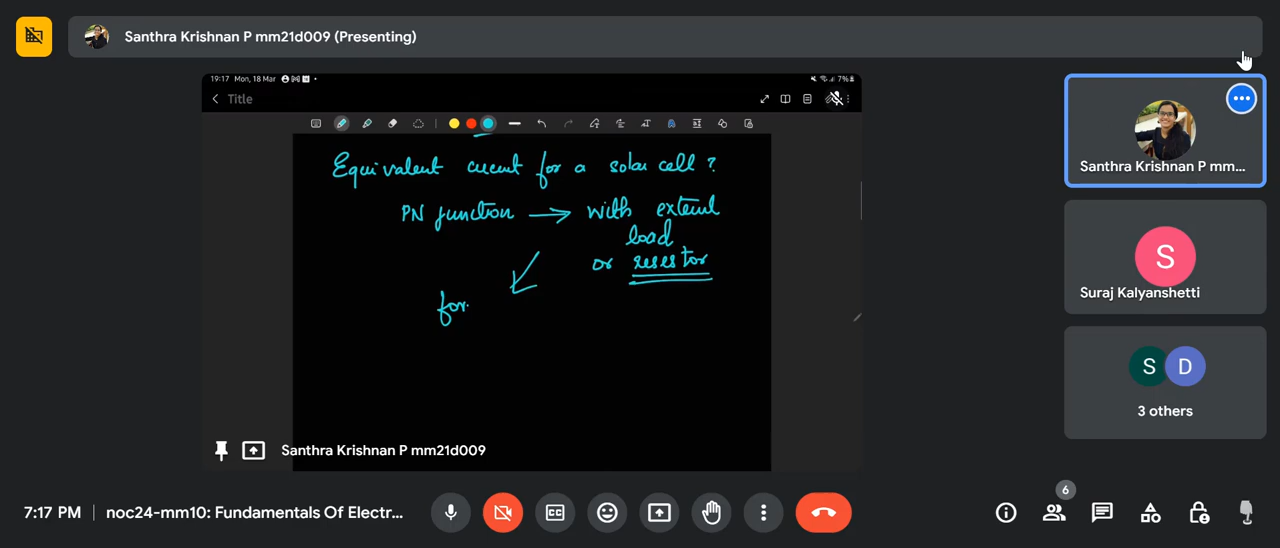 Santhra Krishnan P mm21d009 (Presenting)
19:17 Mon, 18 Mar
7%
Title
Equivalent circuit for a solar cell ?
PN junction → with extenl
load
or resestor
for
Santhra Krishnan P mm21d009
Santhra Krishnan P mm...
S
Suraj Kalyanshetti
S D
3 others
6
7:17 PM | noc24-mm10: Fundamentals Of Electr...